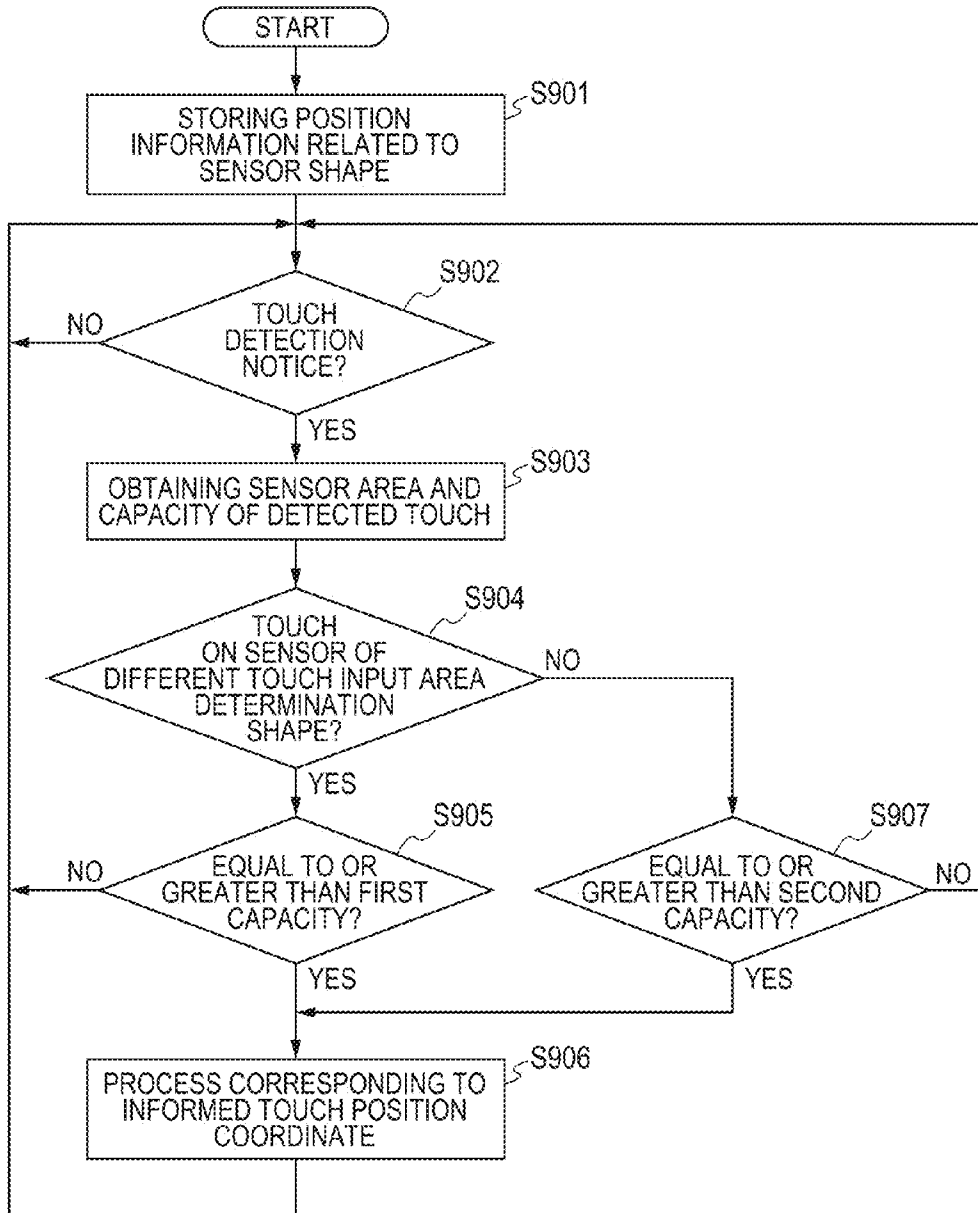 START
S901
STORING POSITION
INFORMATION RELATED TO
SENSOR SHAPE
S902
TOUCH
DETECTION
NOTICE?
NO
YES
S903
OBTAINING SENSOR AREA AND
CAPACITY OF DETECTED TOUCH
S904
TOUCH
ON SENSOR OF
DIFFERENT TOUCH INPUT AREA
DETERMINATION
SHAPE?
NO
YES
S905
EQUAL TO OR
GREATER THAN FIRST
CAPACITY?
NO
YES
S907
EQUAL TO OR
GREATER THAN SECOND
CAPACITY?
NO
YES
S906
PROCESS CORRESPONDING TO
INFORMED TOUCH POSITION
COORDINATE